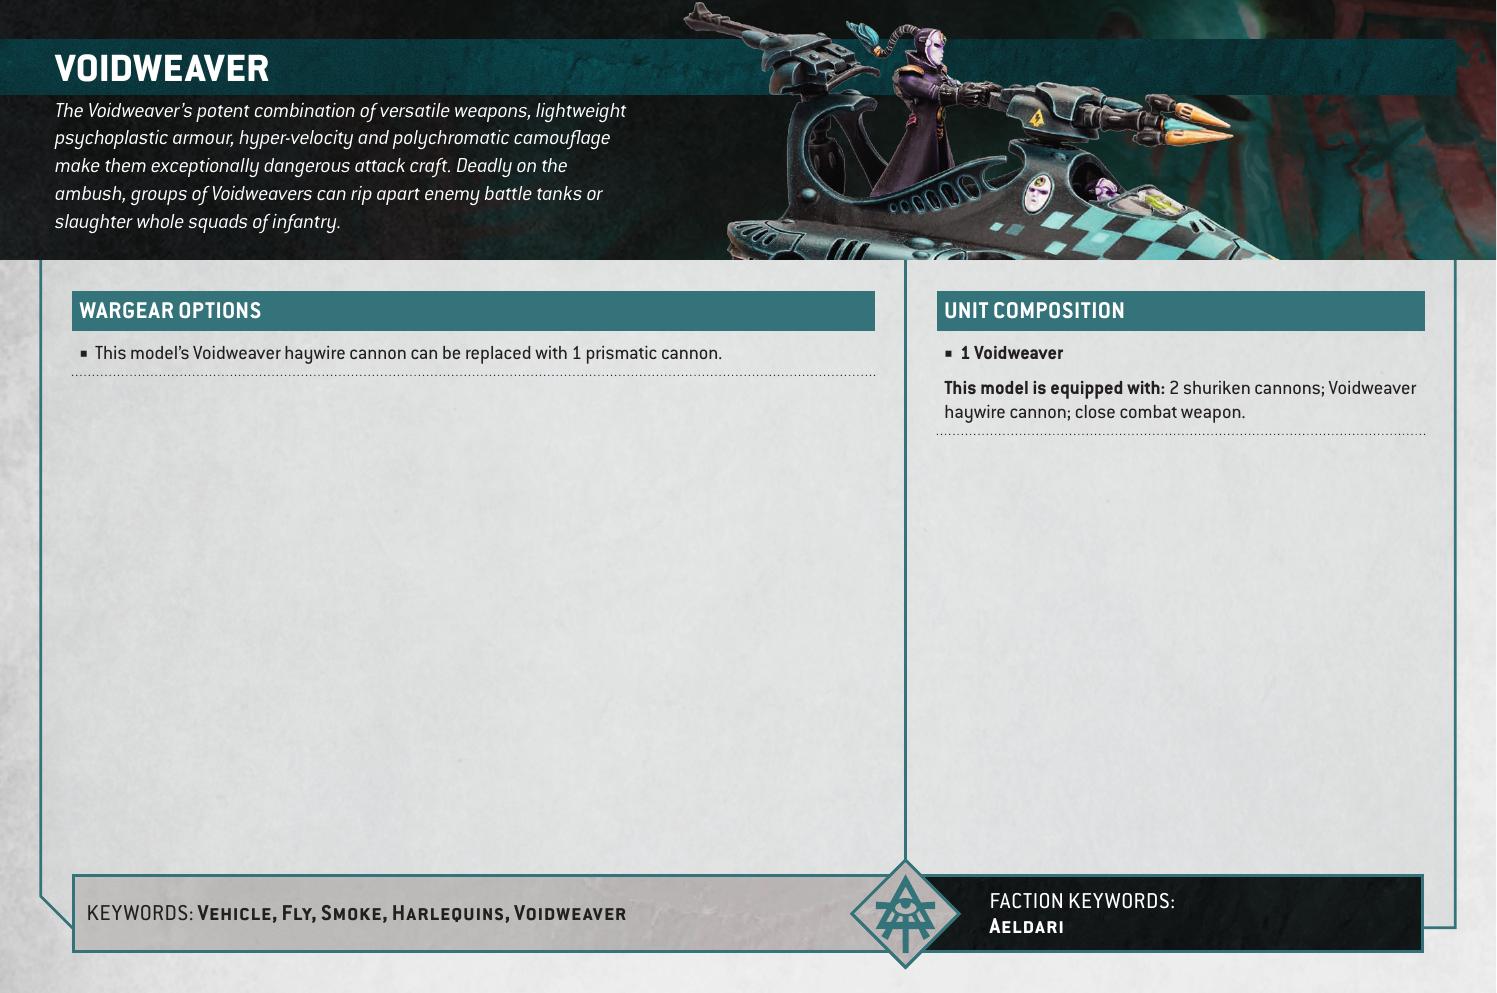 VOIDWEAVER
The Voidweaver’s potent combination of versatile weapons, lightweight
psychoplastic armour, hyper-velocity and polychromatic camouflage
make them exceptionally dangerous attack craft. Deadly on the
ambush, groups of Voidweavers can rip apart enemy battle tanks or
slaughter whole squads of infantry.
WARGEAR OPTIONS
▪ This model’s Voidweaver haywire cannon can be replaced with 1 prismatic cannon.
UNIT COMPOSITION
▪ 1 Voidweaver
This model is equipped with: 2 shuriken cannons; Voidweaver
haywire cannon; close combat weapon.
KEYWORDS: Vehicle, Fly, Smoke, Harlequins, Voidweaver
FACTION KEYWORDS:
Aeldari